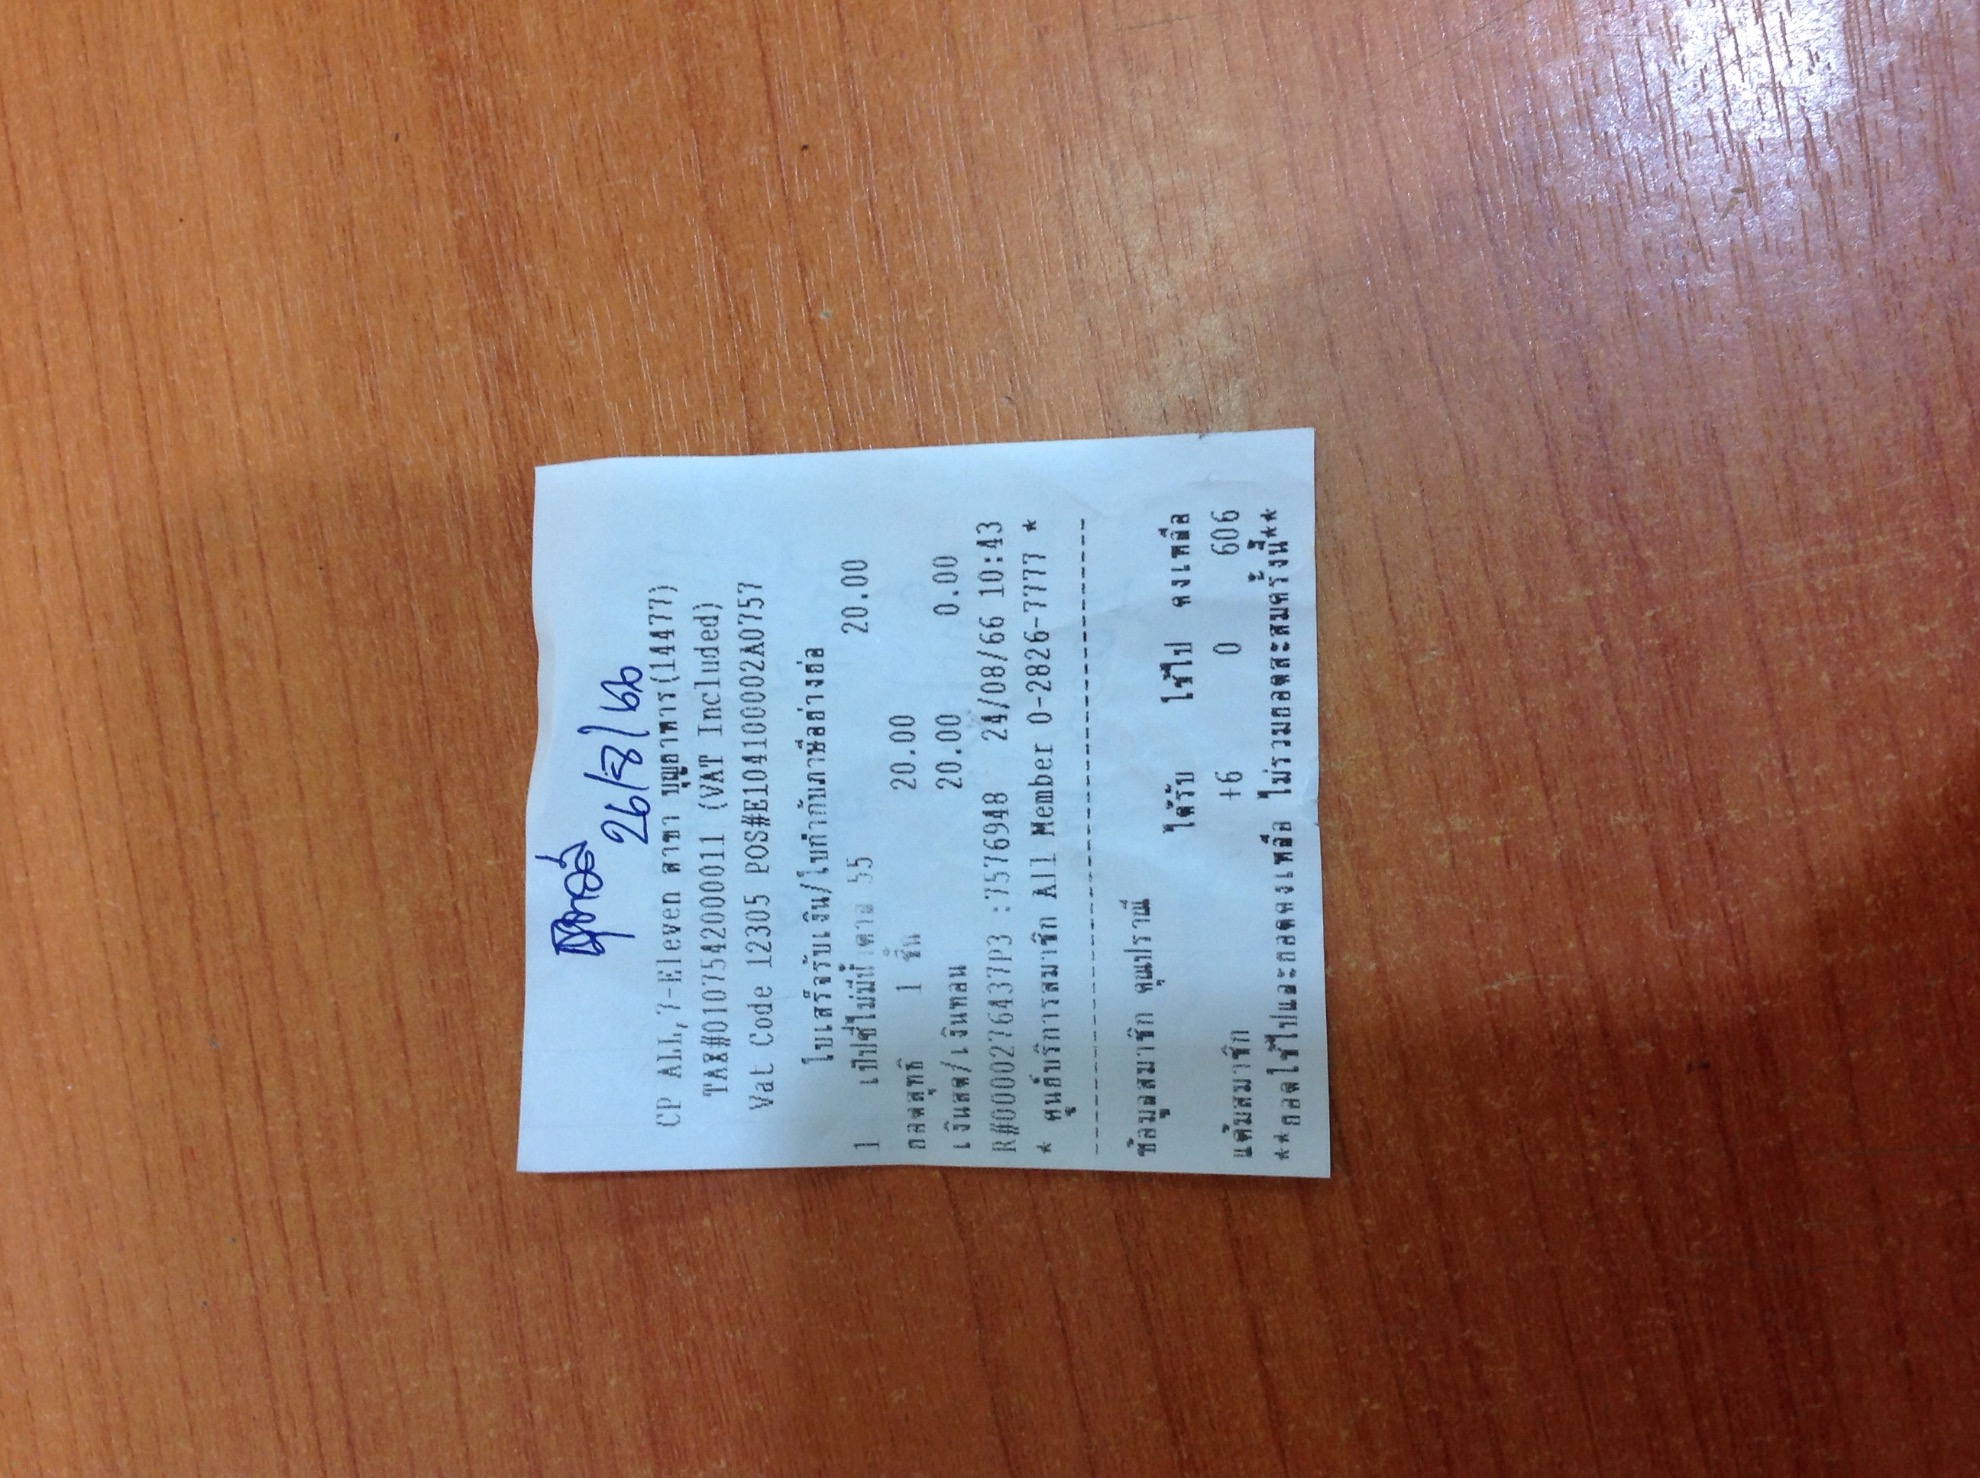 26/8/66
CP ALL,7-Eleven สาขา บุญอาหาร(14477)
TAX#0107542000011 (VAT Included)
Vat Code 12305 POS#E104100002A0757
ใบเสร็จรับเงิน/ใบกำกับภาษีอย่างย่อ
1 เป๊ปซี่ไม่มีน้ำตาล 55 20.00
ยอดสุทธิ 1 ชิ้น 20.00
เงินสด/เงินทอน 20.00 0.00
R#0000276437P3 :7576948 24/08/66 10:43
* ศูนย์บริการสมาชิก All Member 0-2826-7777 *
ข้อมูลสมาชิก คุณปราณี
ได้รับ ใช้ไป คงเหลือ
แต้มสมาชิก +6 0 606
**ยอดใช้ไปและยอดคงเหลือ ไม่รวมยอดสะสมครั้งนี้**